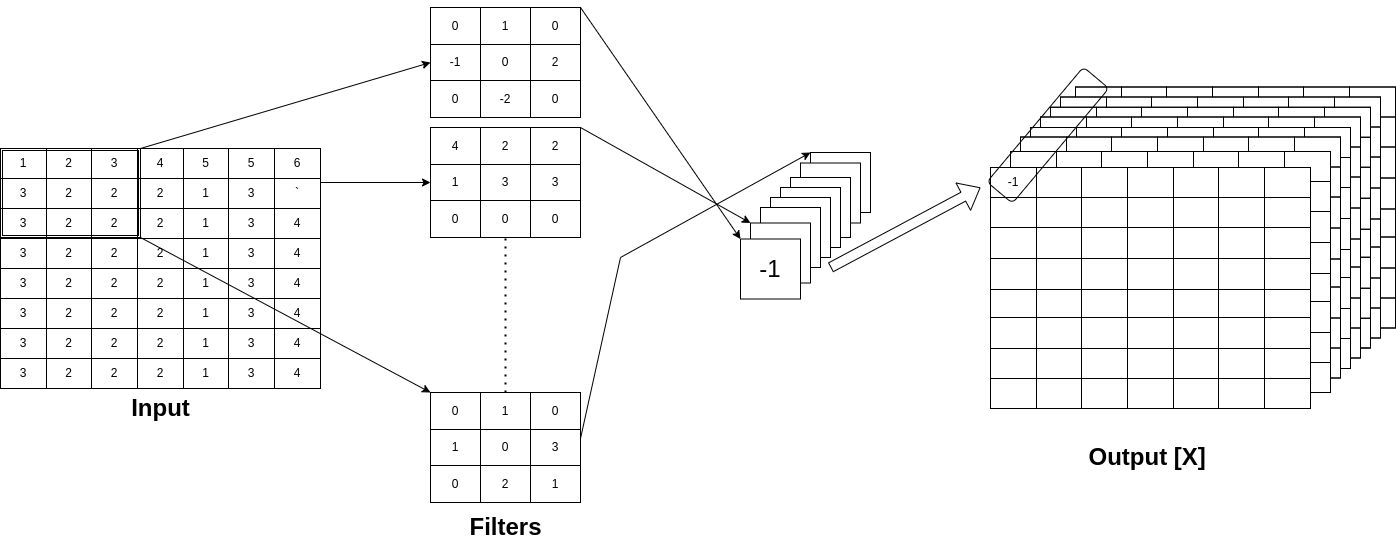 0 1 0
-1 0 2
0 -2 0
4 2 2
1 3 3
0 0 0
1 2 3 4 5 5 6
3 2 2 2 1 3 `
3 2 2 2 1 3 4
3 2 2 2 1 3 4
3 2 2 2 1 3 4
3 2 2 2 1 3 4
3 2 2 2 1 3 4
3 2 2 2 1 3 4
Input
0 1 0
1 0 3
0 2 1
Filters
-1
-1
Output [X]